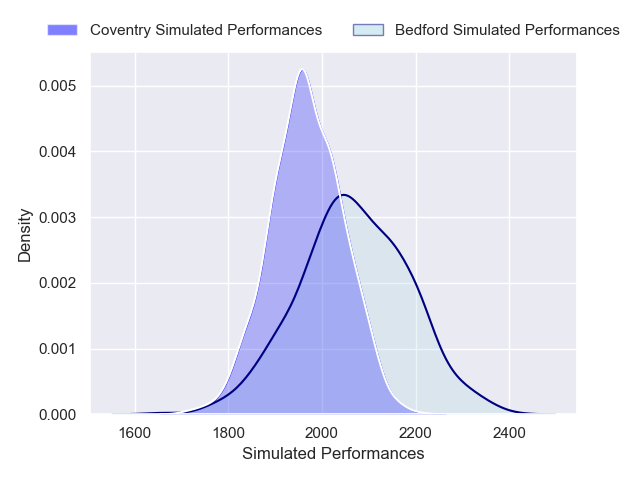 Coventry Simulated Performances
Bedford Simulated Performances
0.005
0.004
0.003
0.002
0.001
0.000
Density
1600
1800
2000
2200
2400
Simulated Performances